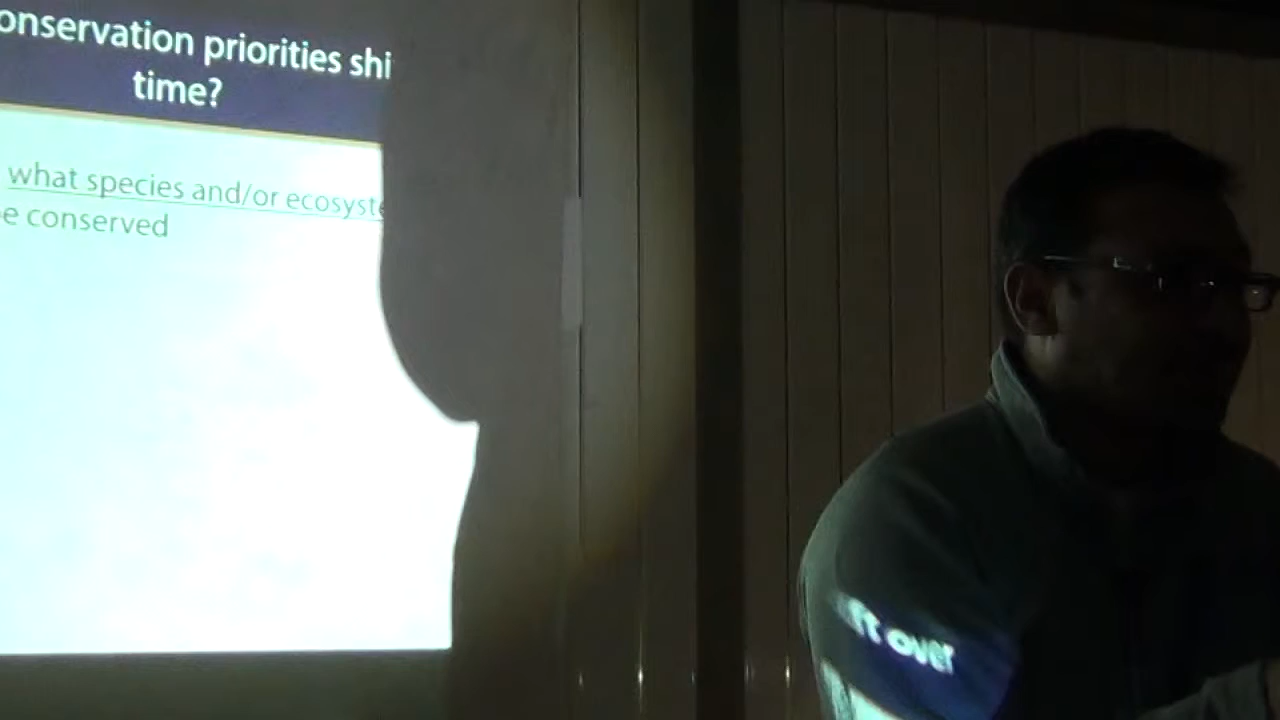 onservation priorities shi
time?
what species and/or ecosyste
e conserved
ft over